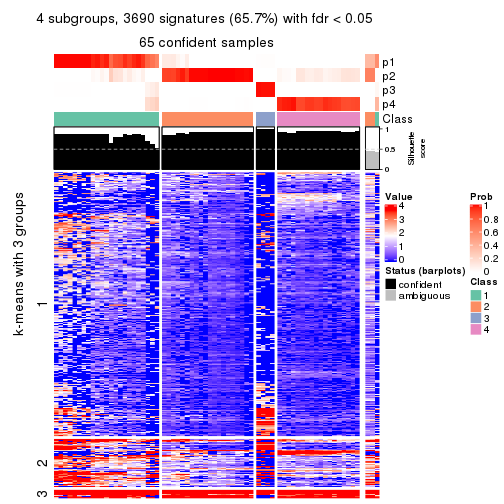 4 subgroups, 3690 signatures (65.7%) with fdr < 0.05
65 confident samples
p1
p2
p3
p4
Class
1
0.5
0
Silhouette
score
k-means with 3 groups
1
2
3
Value
4
3
2
1
0
Status (barplots)
confident
ambiguous
Prob
1
0.8
0.6
0.4
0.2
0
Class
1
2
3
4